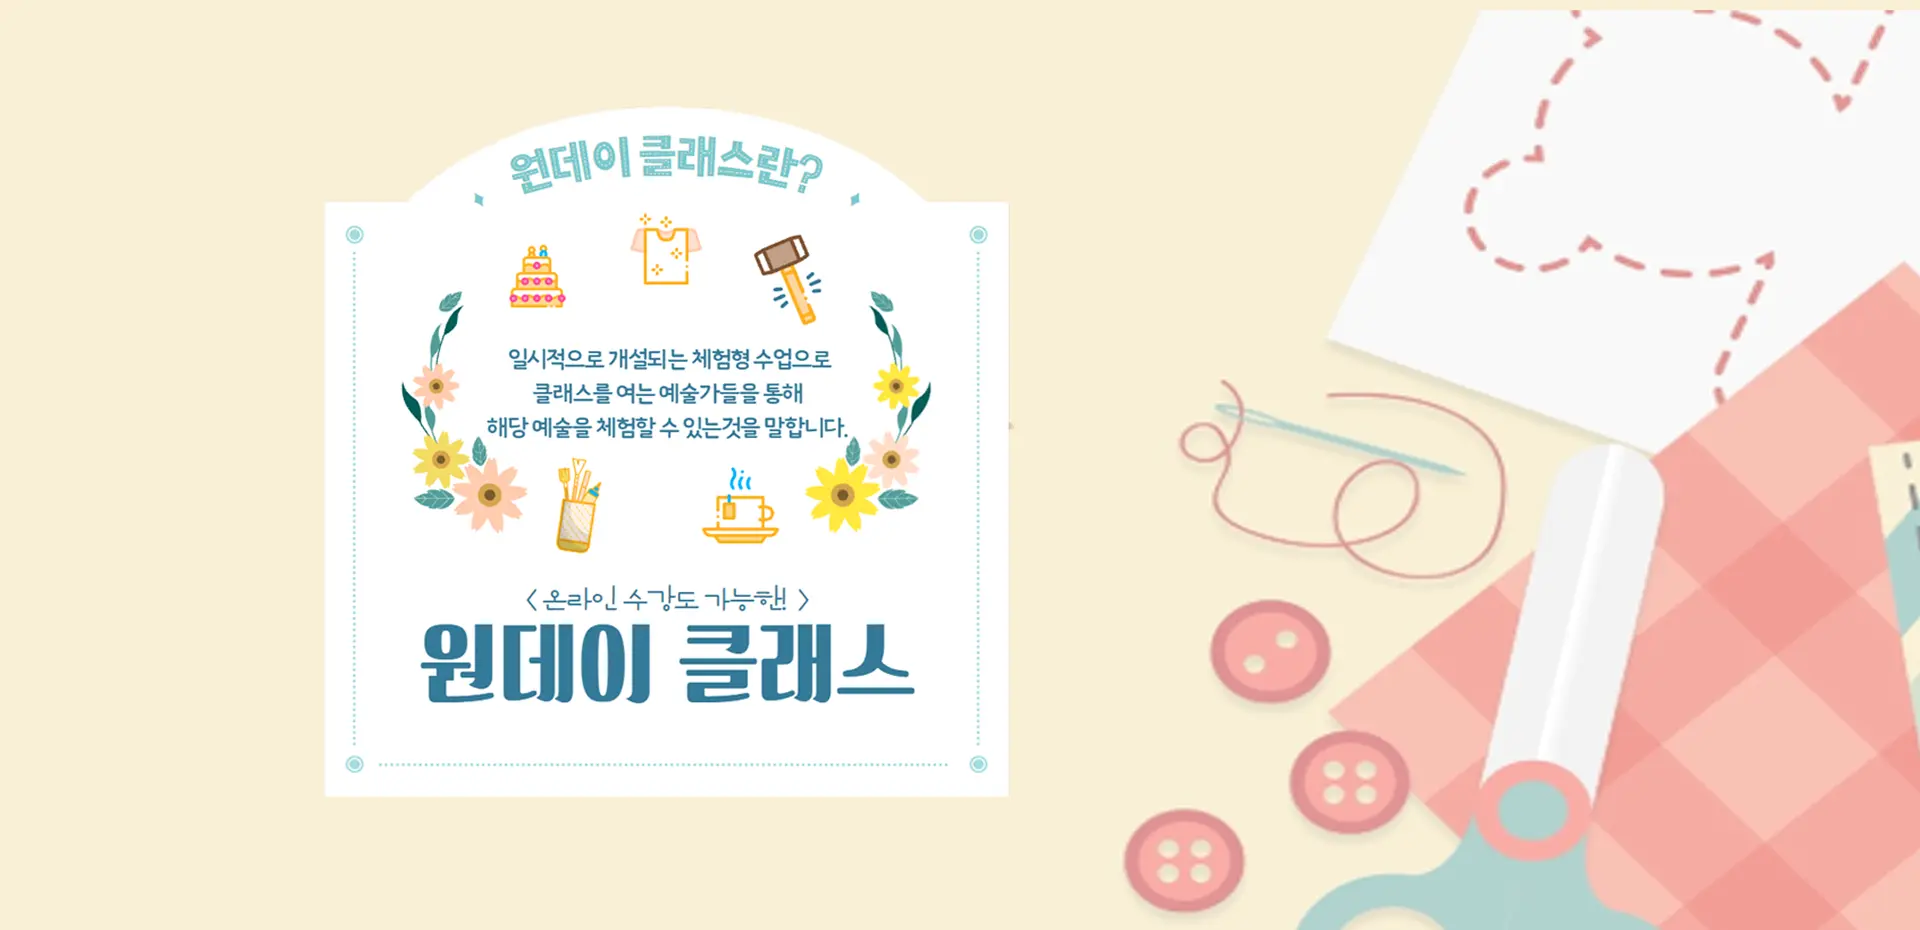 원데이 클래스란?
일시적으로 개설되는 체험형 수업으로
클래스를 여는 예술가들을 통해
해당 예술을 체험할 수 있는것을 말합니다.
< 온라인 수강도 가능핸! >
원데이 클래스